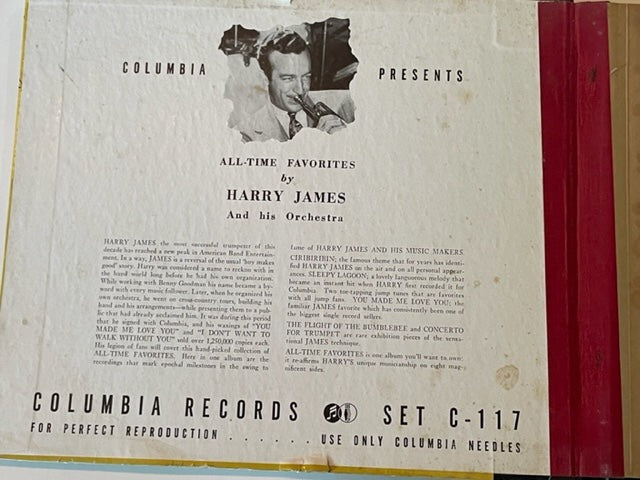 COLUMBIA PRESENTS
ALL-TIME FAVORITES
by
HARRY JAMES
And his Orchestra
HARRY JAMES the most successful trumpeter of this
decade has reached a new peak in American Band Entertain-
ment. In a way, JAMES is a reversal of the usual 'boy makes
good' story. Harry was considered a name to reckon with in
the hard world long before he had his own organization.
While working with Benny Goodman his name became a by-
word with every music follower. Later, when he organized his
own orchestra, he went on cross-country tours, building his
band and his arrangements—while presenting them to a pub-
lic that had already acclaimed him. It was during this period
that he signed with Columbia, and his waxings of "YOU
MADE ME LOVE YOU" and "I DON'T WANT TO
WALK WITHOUT YOU" sold over 1,250,000 copies each.
His legion of fans will covet this hand-picked collection of
ALL-TIME FAVORITES. Here in one album are the
recordings that mark epochal milestones in the swing to
fame of HARRY JAMES AND HIS MUSIC MAKERS.
CIRIBIRIBIN; the famous theme that for years has identi-
fied HARRY JAMES on the air and on all personal appear-
ances. SLEEPY LAGOON; a lovely languorous melody that
became an instant hit when HARRY first recorded it for
Columbia. Two toe-tapping jump tunes that are favorites
with all jump fans. YOU MADE ME LOVE YOU; the
familiar JAMES favorite which has consistently been one of
the biggest single record sellers.
THE FLIGHT OF THE BUMBLEBEE and CONCERTO
FOR TRUMPET are rare exhibition pieces of the sensa-
tional JAMES technique.
ALL-TIME FAVORITES is one album you'll want to own:
it re-affirms HARRY'S unique musicianship on eight mag-
nificent sides.
COLUMBIA RECORDS SET C-117
FOR PERFECT REPRODUCTION . . . . . . USE ONLY COLUMBIA NEEDLES